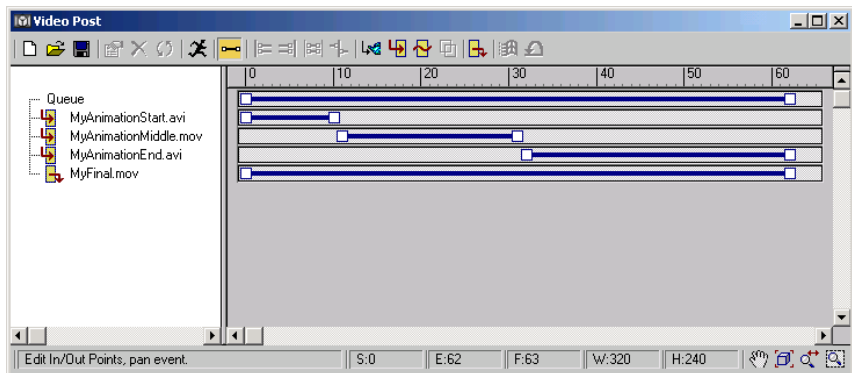 Video Post
0 10 20 30 40 50 60
Queue
MyAnimationStart.avi
MyAnimationMiddle.mov
MyAnimationEnd.avi
MyFinal.mov
Edit In/Out Points, pan event. S:0 E:62 F:63 W:320 H:240